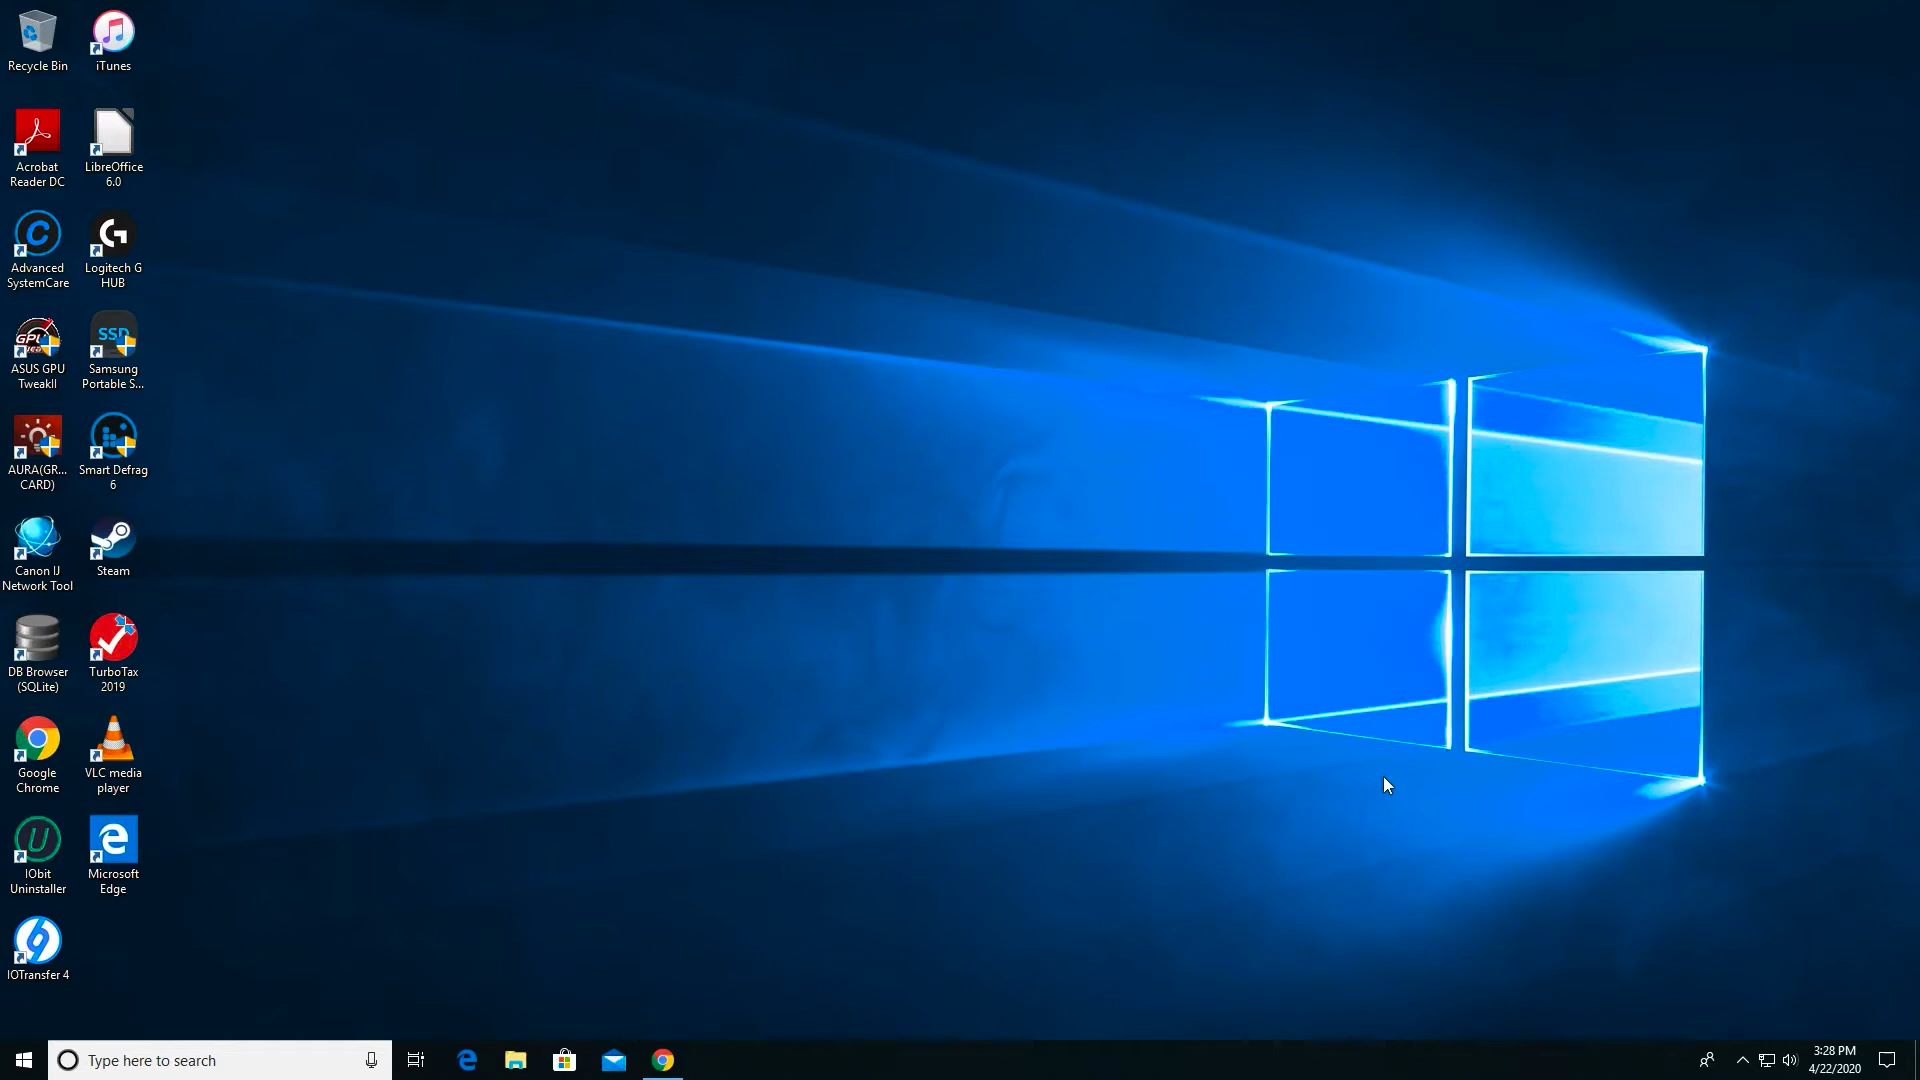 Recycle Bin
iTunes
Acrobat
Reader DC
LibreOffice
6.0
Advanced
SystemCare
Logitech G
HUB
GPU
ASUS GPU
TweakII
SSD
Samsung
Portable S...
AURA(GR...
CARD)
Smart Defrag
6
Canon IJ
Network Tool
Steam
DB Browser
(SQLite)
TurboTax
2019
Google
Chrome
VLC media
player
IObit
Uninstaller
Microsoft
Edge
IOTransfer 4
Type here to search
3:28 PM
4/22/2020